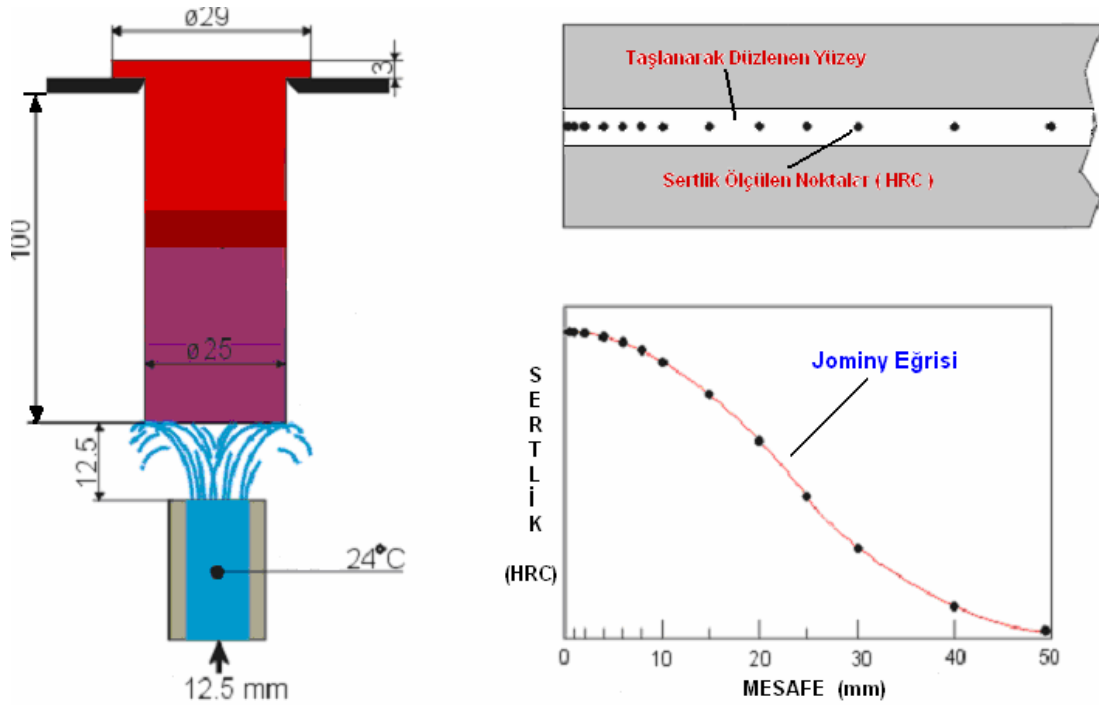 ø29
3
100
ø25
12.5
24°C
12.5 mm
Taşlanarak Düzlenen Yüzey
Sertlik Ölçülen Noktalar ( HRC )
S
E
R
T
L
İ
K
(HRC)
Jominy Eğrisi
0 10 20 30 40 50
MESAFE (mm)